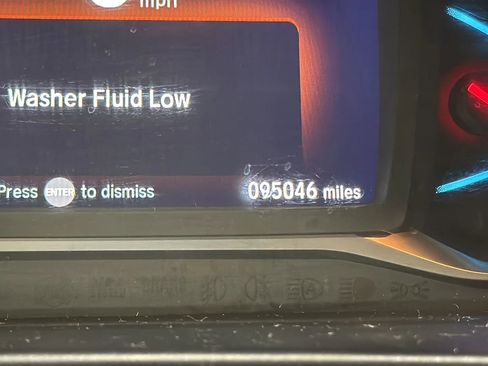 mph
Washer Fluid Low
Press ENTER to dismiss
095046 miles